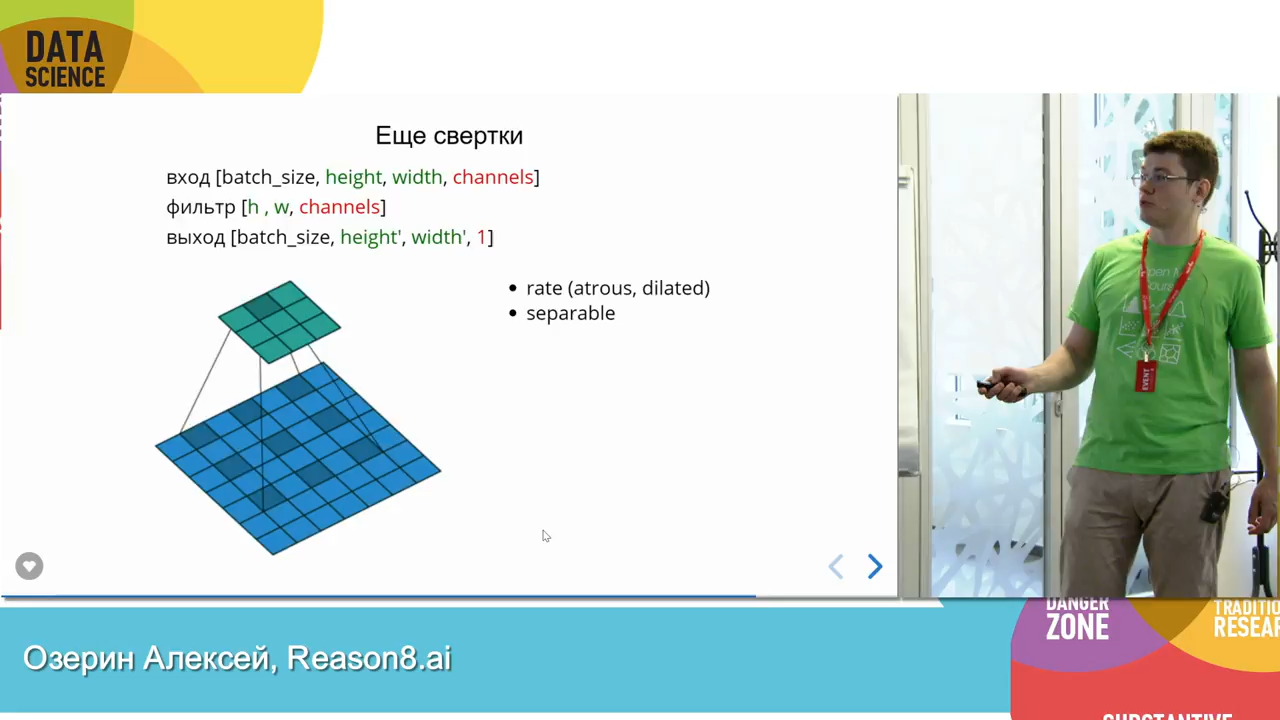 DATA
SCIENCE
Еще свертки
вход [batch_size, height, width, channels]
фильтр [h , w, channels]
выход [batch_size, height', width', 1]
• rate (atrous, dilated)
• separable
EVENT
DANGER
ZONE
Озерин Алексей, Reason8.ai